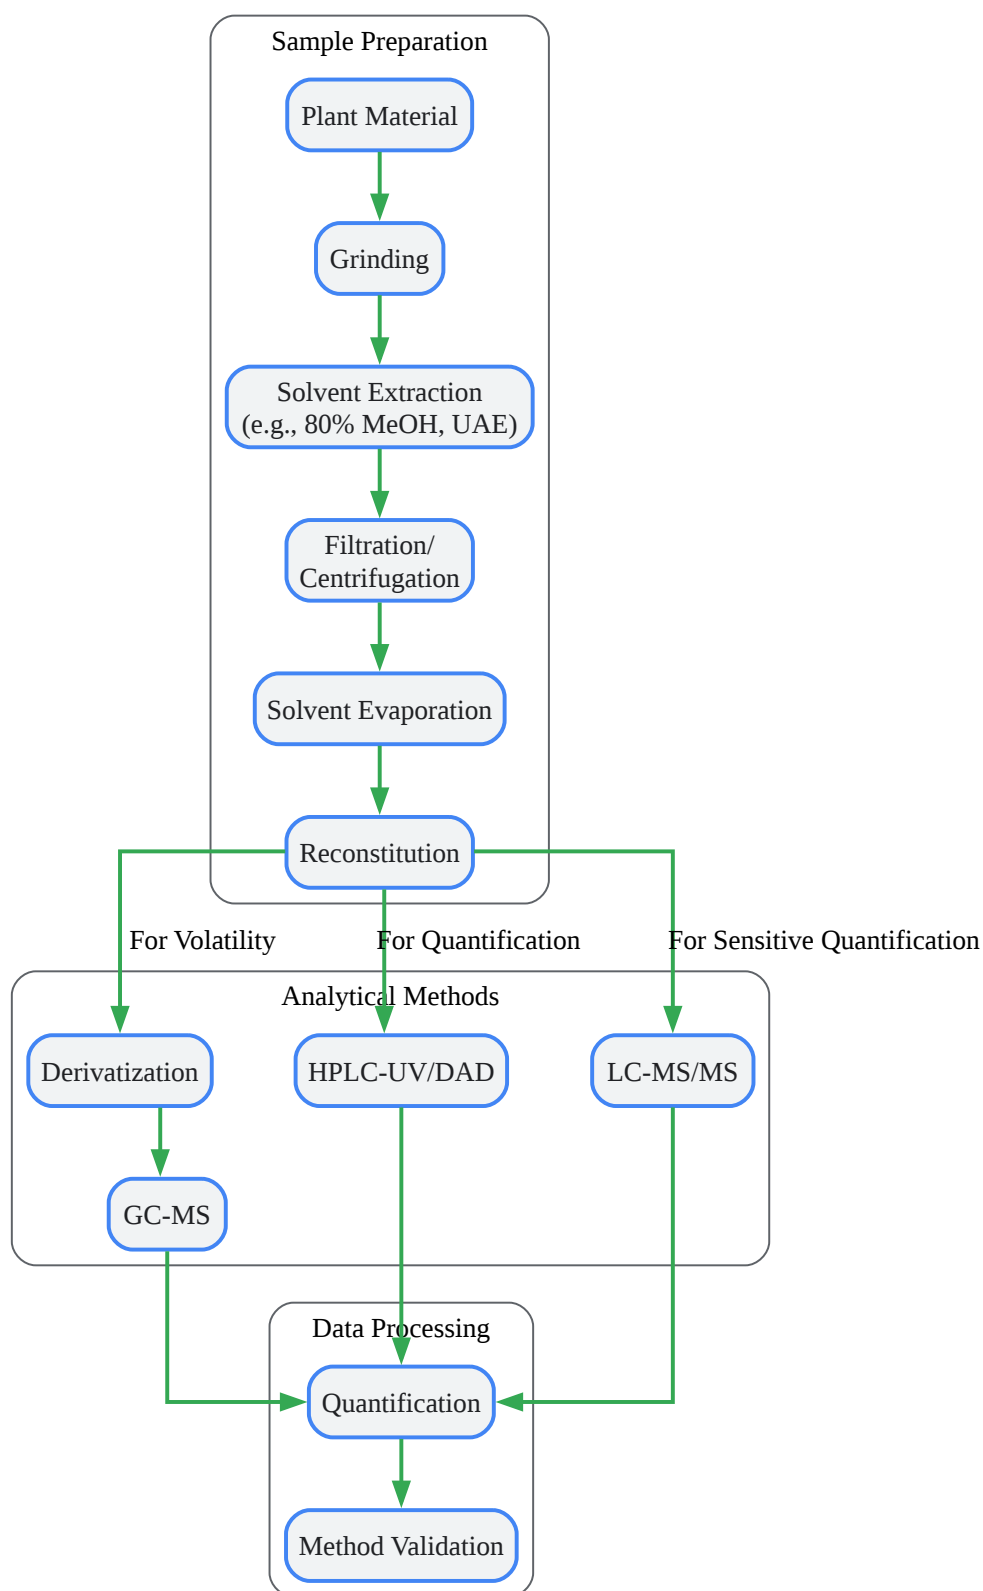 Sample Preparation
Plant Material
Grinding
Solvent Extraction
(e.g., 80% MeOH, UAE)
Filtration/
Centrifugation
Solvent Evaporation
Reconstitution
For Volatility
For Quantification
For Sensitive Quantification
Analytical Methods
Derivatization
HPLC-UV/DAD
LC-MS/MS
GC-MS
Data Processing
Quantification
Method Validation